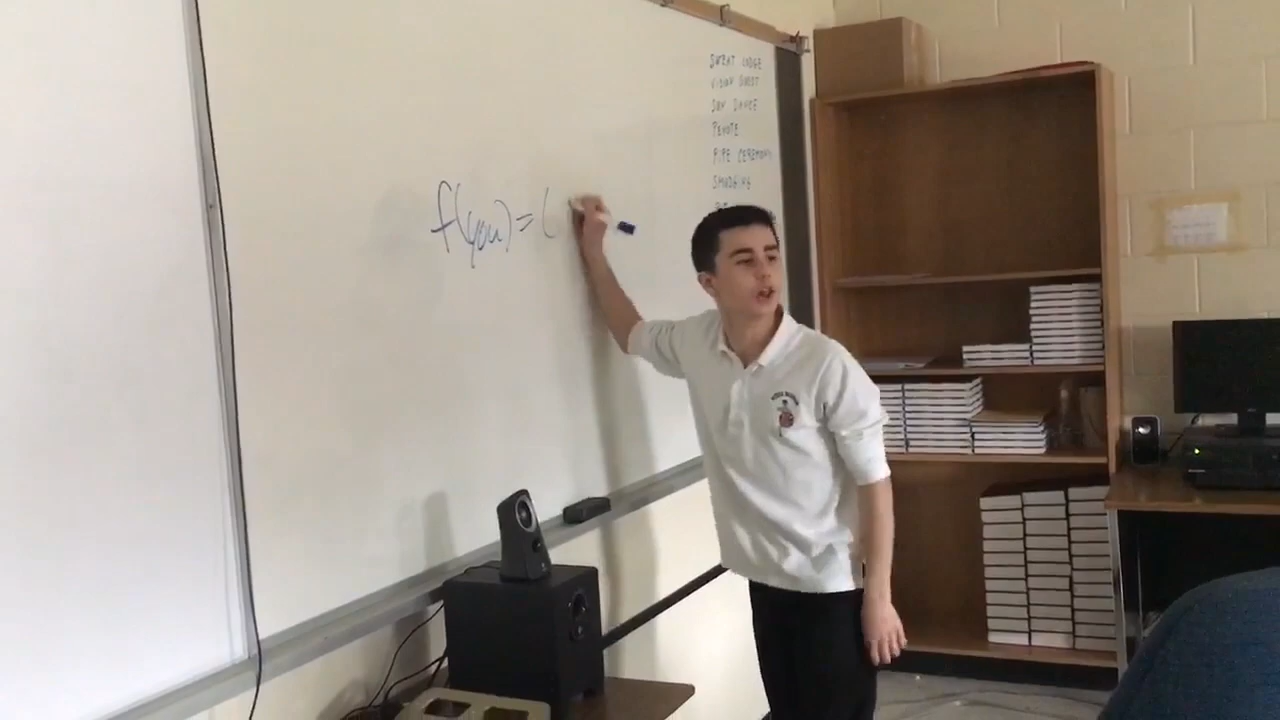 f(you) = (
SWEAT LODGE
VISION QUEST
SUN DANCE
PEYOTE
PIPE CEREMONY
SMUDGING